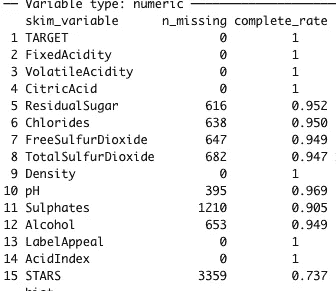 ── Variable type: numeric ──────────────
skim_variable n_missing complete_rate
1 TARGET 0 1
2 FixedAcidity 0 1
3 VolatileAcidity 0 1
4 CitricAcid 0 1
5 ResidualSugar 616 0.952
6 Chlorides 638 0.950
7 FreeSulfurDioxide 647 0.949
8 TotalSulfurDioxide 682 0.947
9 Density 0 1
10 pH 395 0.969
11 Sulphates 1210 0.905
12 Alcohol 653 0.949
13 LabelAppeal 0 1
14 AcidIndex 0 1
15 STARS 3359 0.737